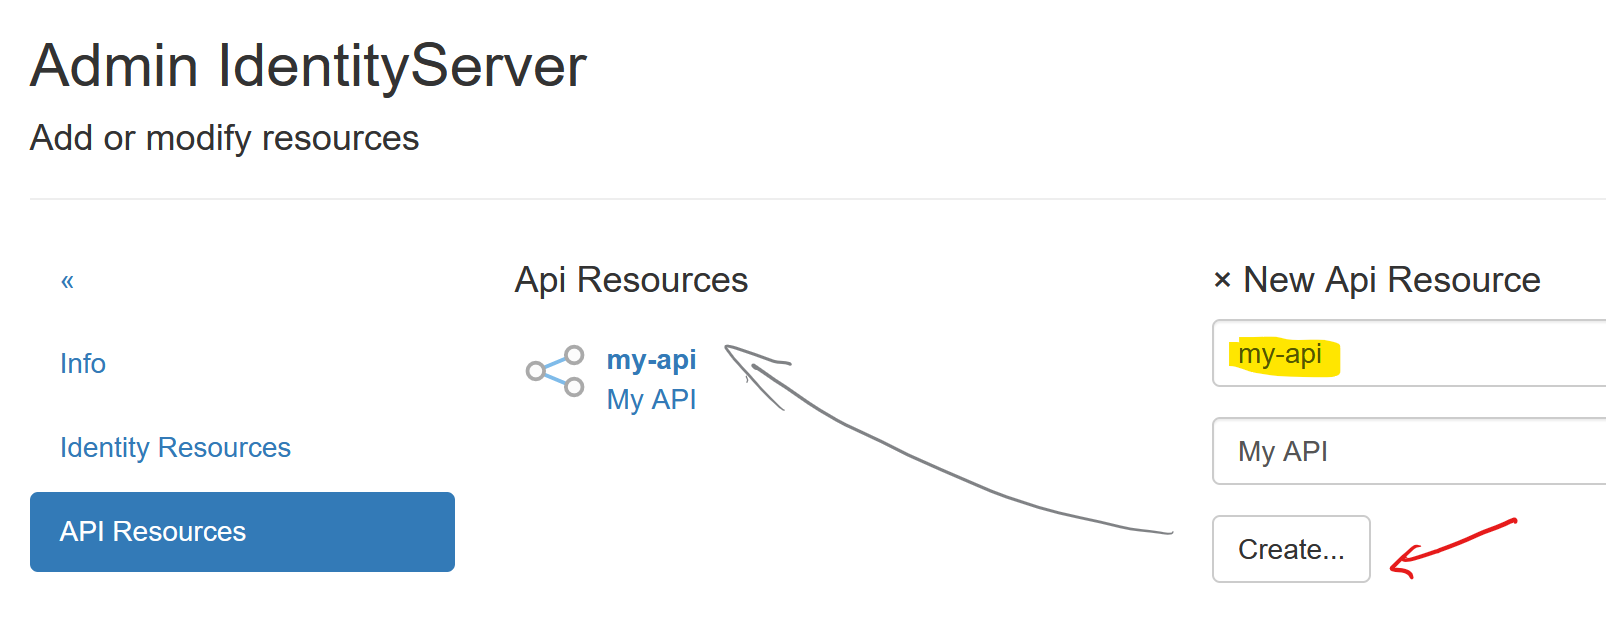 Admin IdentityServer
Add or modify resources
«
Info
Identity Resources
API Resources
Api Resources
my-api
My API
× New Api Resource
my-api
My API
Create...